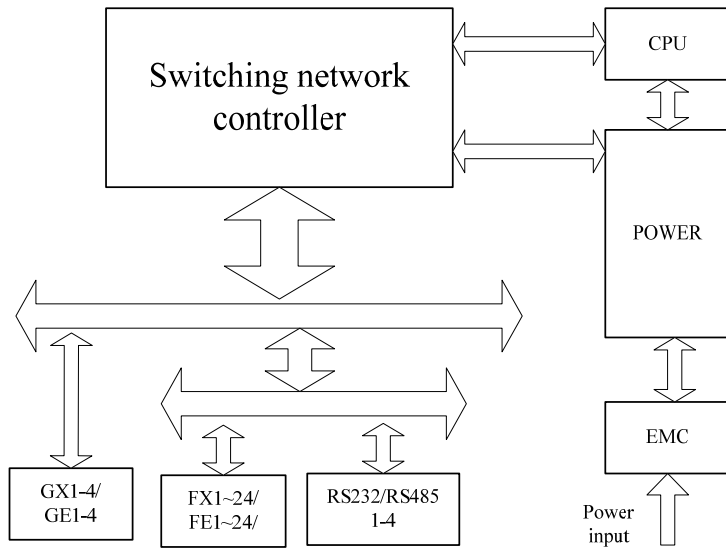 Switching network
controller
CPU
POWER
EMC
Power
input
GX1-4/
GE1-4
FX1~24/
FE1~24/
RS232/RS485
1-4